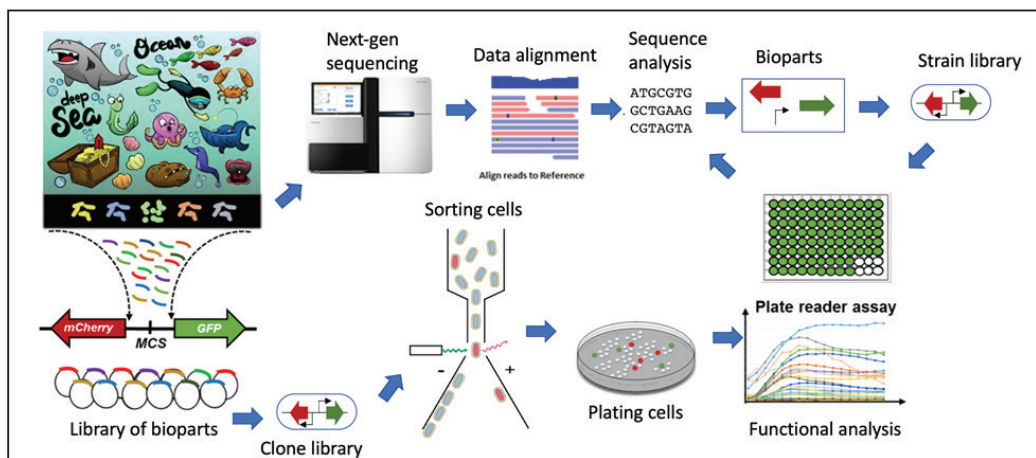 Ocean
deep
Sea
Next-gen
sequencing
Data alignment
Align reads to Reference
Sequence
analysis
ATGCGTG
GCTGAAG
CGTAGTA
Bioparts
Strain library
Sorting cells
-
+
mCherry
MCS
GFP
Library of bioparts
Clone library
Plating cells
Plate reader assay
Functional analysis